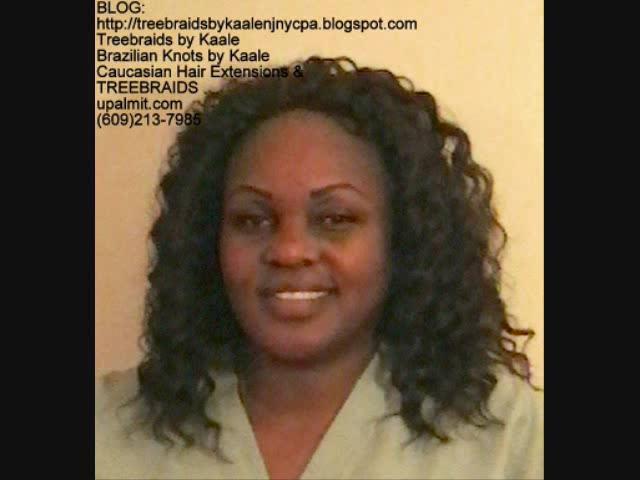 BLOG:
http://treebraidsbykaalenjnycpa.blogspot.com
Treebraids by Kaale
Brazilian Knots by Kaale
Caucasian Hair Extensions &
TREEBRAIDS
upalmit.com
(609)213-7985